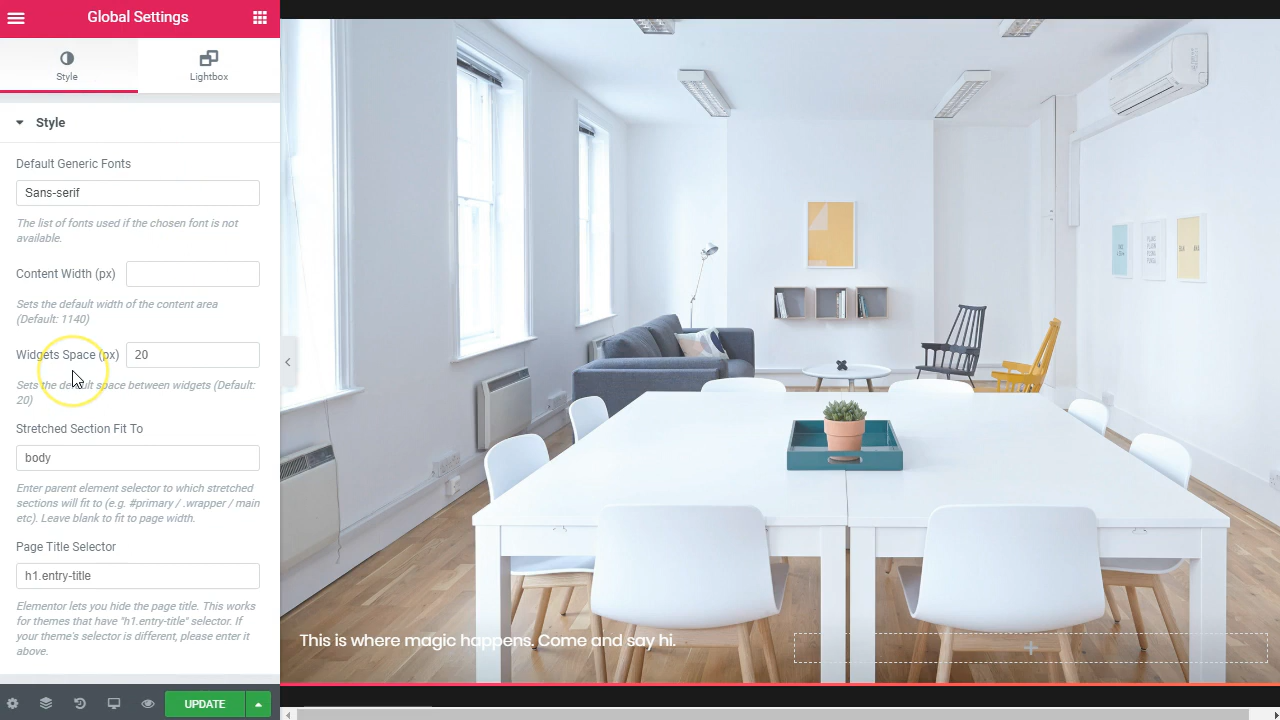 Global Settings
Style
Lightbox
Style
Default Generic Fonts
Sans-serif
The list of fonts used if the chosen font is not
available.
Content Width (px)
Sets the default width of the content area
(Default: 1140)
Widgets Space (px)
20
Sets the default space between widgets (Default:
20)
Stretched Section Fit To
body
Enter parent element selector to which stretched
sections will fit to (e.g. #primary / .wrapper / main
etc). Leave blank to fit to page width.
Page Title Selector
h1.entry-title
Elementor lets you hide the page title. This works
for themes that have "h1.entry-title" selector. If
your theme's selector is different, please enter it
above.
UPDATE
This is where magic happens. Come and say hi.